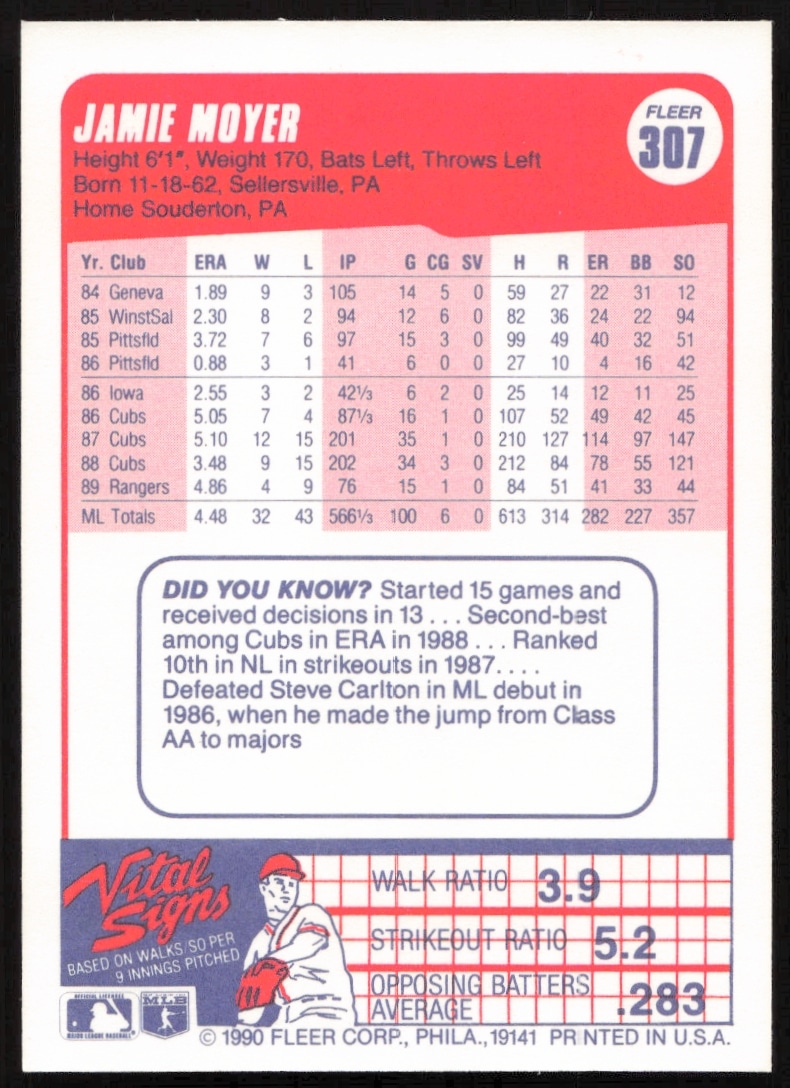 JAMIE MOYER
FLEER
307
Height 6'1", Weight 170, Bats Left, Throws Left
Born 11-18-62, Sellersville, PA
Home Souderton, PA
Yr. Club ERA W L IP G CG SV H R ER BB SO
84 Geneva 1.89 9 3 105 14 5 0 59 27 22 31 12
85 WinstSal 2.30 8 2 94 12 6 0 82 36 24 22 94
85 Pittsfld 3.72 7 6 97 15 3 0 99 49 40 32 51
86 Pittsfld 0.88 3 1 41 6 0 0 27 10 4 16 42
86 Iowa 2.55 3 2 42⅓ 6 2 0 25 14 12 11 25
86 Cubs 5.05 7 4 87⅓ 16 1 0 107 52 49 42 45
87 Cubs 5.10 12 15 201 35 1 0 210 127 114 97 147
88 Cubs 3.48 9 15 202 34 3 0 212 84 78 55 121
89 Rangers 4.86 4 9 76 15 1 0 84 51 41 33 44
ML Totals 4.48 32 43 566⅓ 100 6 0 613 314 282 227 357
DID YOU KNOW? Started 15 games and
received decisions in 13 . . . Second-best
among Cubs in ERA in 1988 . . . Ranked
10th in NL in strikeouts in 1987. . . .
Defeated Steve Carlton in ML debut in
1986, when he made the jump from Class
AA to majors
Vital
Signs
BASED ON WALKS/SO PER
9 INNINGS PITCHED
WALK RATIO 3.9
STRIKEOUT RATIO 5.2
OPPOSING BATTERS
AVERAGE .283
OFFICIAL LICENSEE
MAJOR LEAGUE BASEBALL
MLB
© 1990 FLEER CORP., PHILA., 19141 PRINTED IN U.S.A.